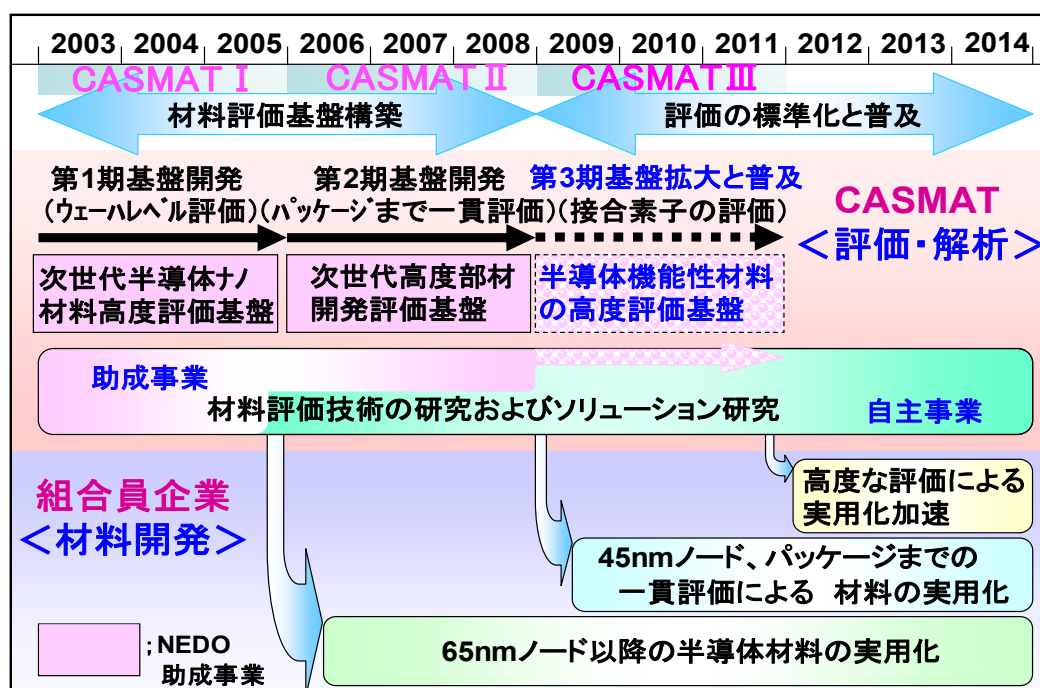 2003 2004 2005 2006 2007 2008 2009 2010 2011 2012 2013 2014
CASMATⅠ CASMATⅡ CASMATⅢ
材料評価基盤構築 評価の標準化と普及
第1期基盤開発 第2期基盤開発 第3期基盤拡大と普及
(ウェーハレベル評価)(パッケージまで一貫評価)(接合素子の評価)
CASMAT
＜評価・解析＞
次世代半導体ナノ
材料高度評価基盤
次世代高度部材
開発評価基盤
半導体機能性材料
の高度評価基盤
助成事業
材料評価技術の研究およびソリューション研究
自主事業
組合員企業
＜材料開発＞
高度な評価による
実用化加速
45nmノード、パッケージまでの
一貫評価による 材料の実用化
65nmノード以降の半導体材料の実用化
；NEDO
助成事業